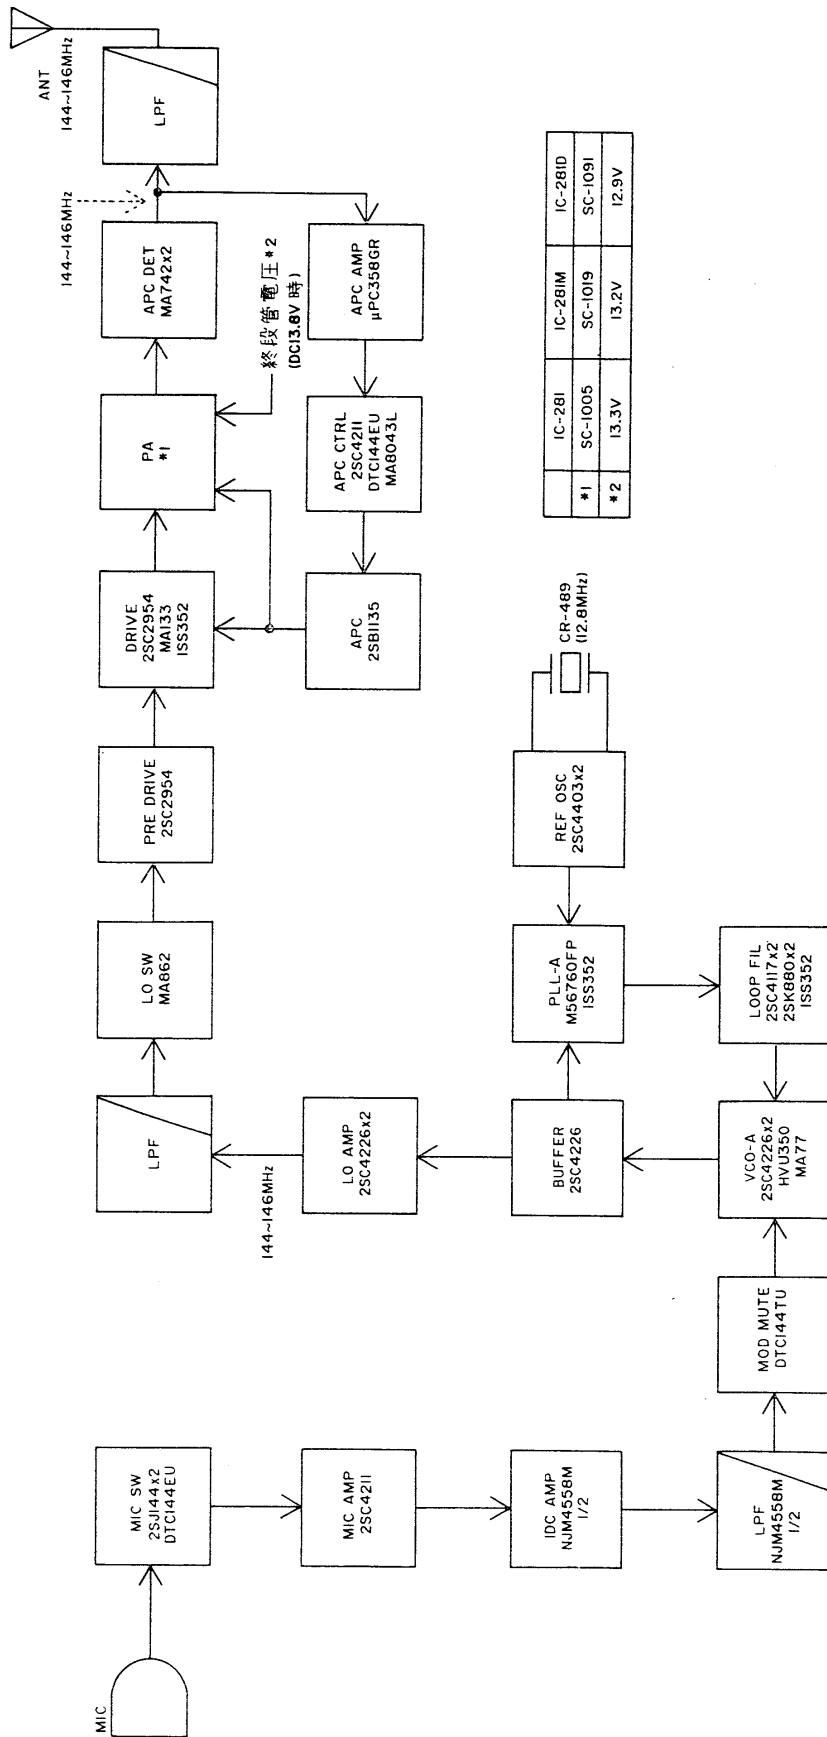 MIC
MIC SW
2SJ144x2
DTC144EU
MIC AMP
2SC4211
IDC AMP
NJM4558M
1/2
LPF
NJM4558M
1/2
MOD MUTE
DTC144TU
VCO-A
2SC4226x2
HVU350
MA77
LOOP FIL
2SC4117x2
2SK880x2
1SS352
BUFFER
2SC4226
PLL-A
M56760FP
1SS352
REF OSC
2SC4403x2
CR-489
(12.8MHz)
LO AMP
2SC4226x2
144~146MHz
LPF
LO SW
MA862
PRE DRIVE
2SC2954
DRIVE
2SC2954
MA133
1SS352
PA
*1
APC DET
MA742x2
144~146MHz
LPF
ANT
144~146MHz
終段管電圧*2
(DC13.8V 時)
APC AMP
μPC358GR
APC CTRL
2SC4211
DTC144EU
MA8043L
APC
2SB1135
IC-281 IC-281M IC-281D
*1 SC-1005 SC-1019 SC-1091
*2 13.3V 13.2V 12.9V